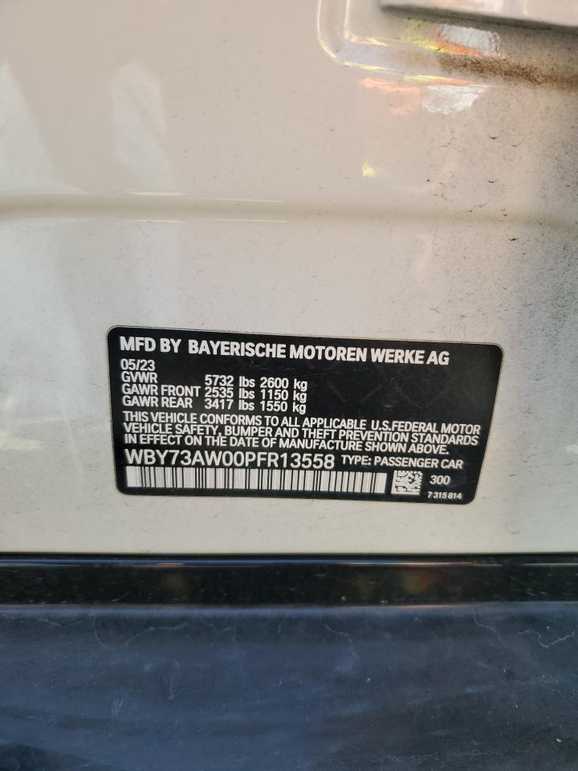 MFD BY BAYERISCHE MOTOREN WERKE AG
05/23
GVWR 5732 lbs 2600 kg
GAWR FRONT 2535 lbs 1150 kg
GAWR REAR 3417 lbs 1550 kg
THIS VEHICLE CONFORMS TO ALL APPLICABLE U.S.FEDERAL MOTOR
VEHICLE SAFETY, BUMPER AND THEFT PREVENTION STANDARDS
IN EFFECT ON THE DATE OF MANUFACTURE SHOWN ABOVE.
WBY73AW00PFR13558 TYPE: PASSENGER CAR
300
7 315 814